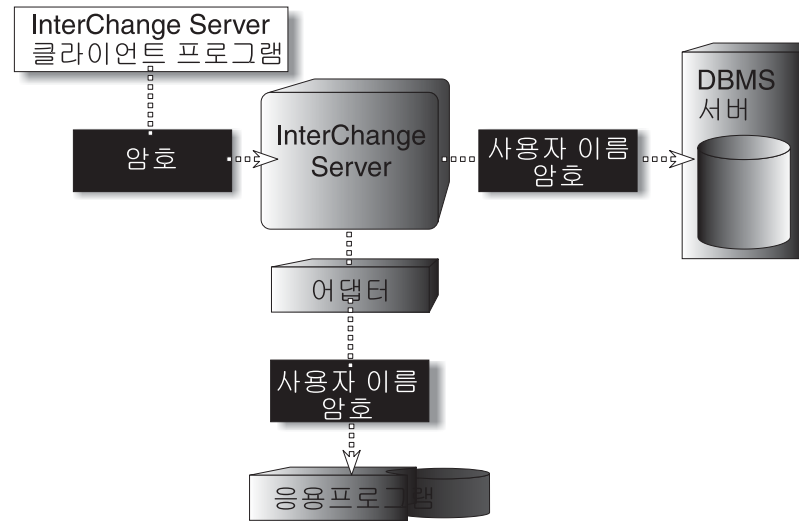 InterChange Server
클라이언트 프로그램
암호
InterChange
Server
사용자 이름
암호
DBMS
서버
어댑터
사용자 이름
암호
응용프로그램